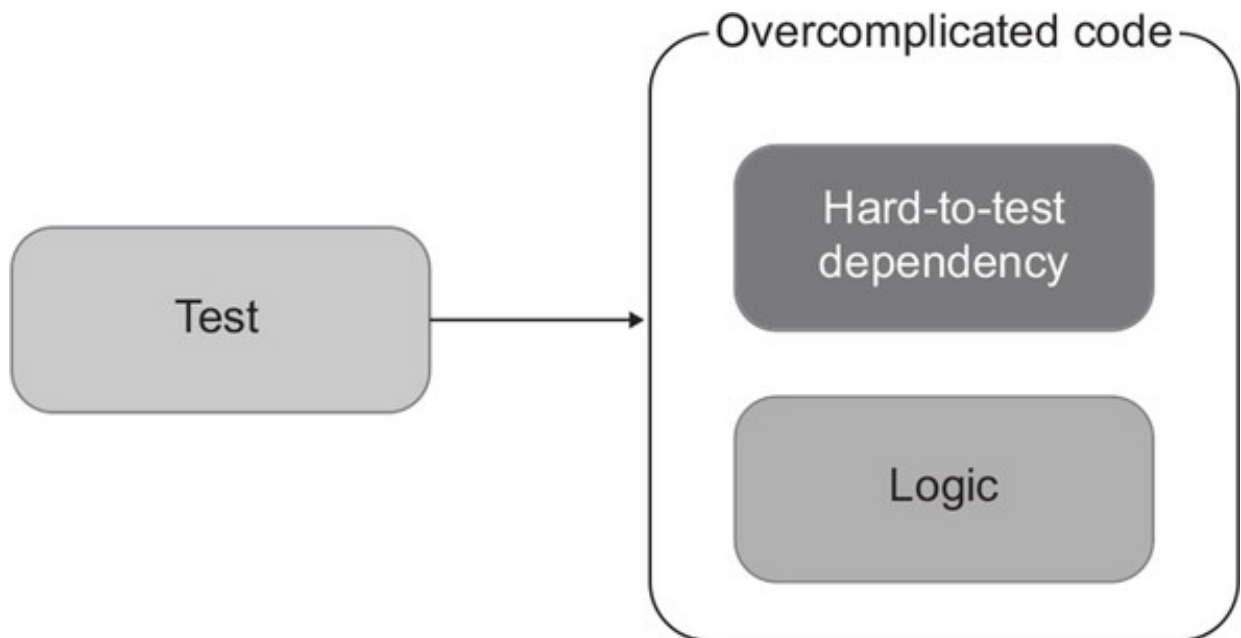 Overcomplicated code
Hard-to-test
dependency
Test
Logic